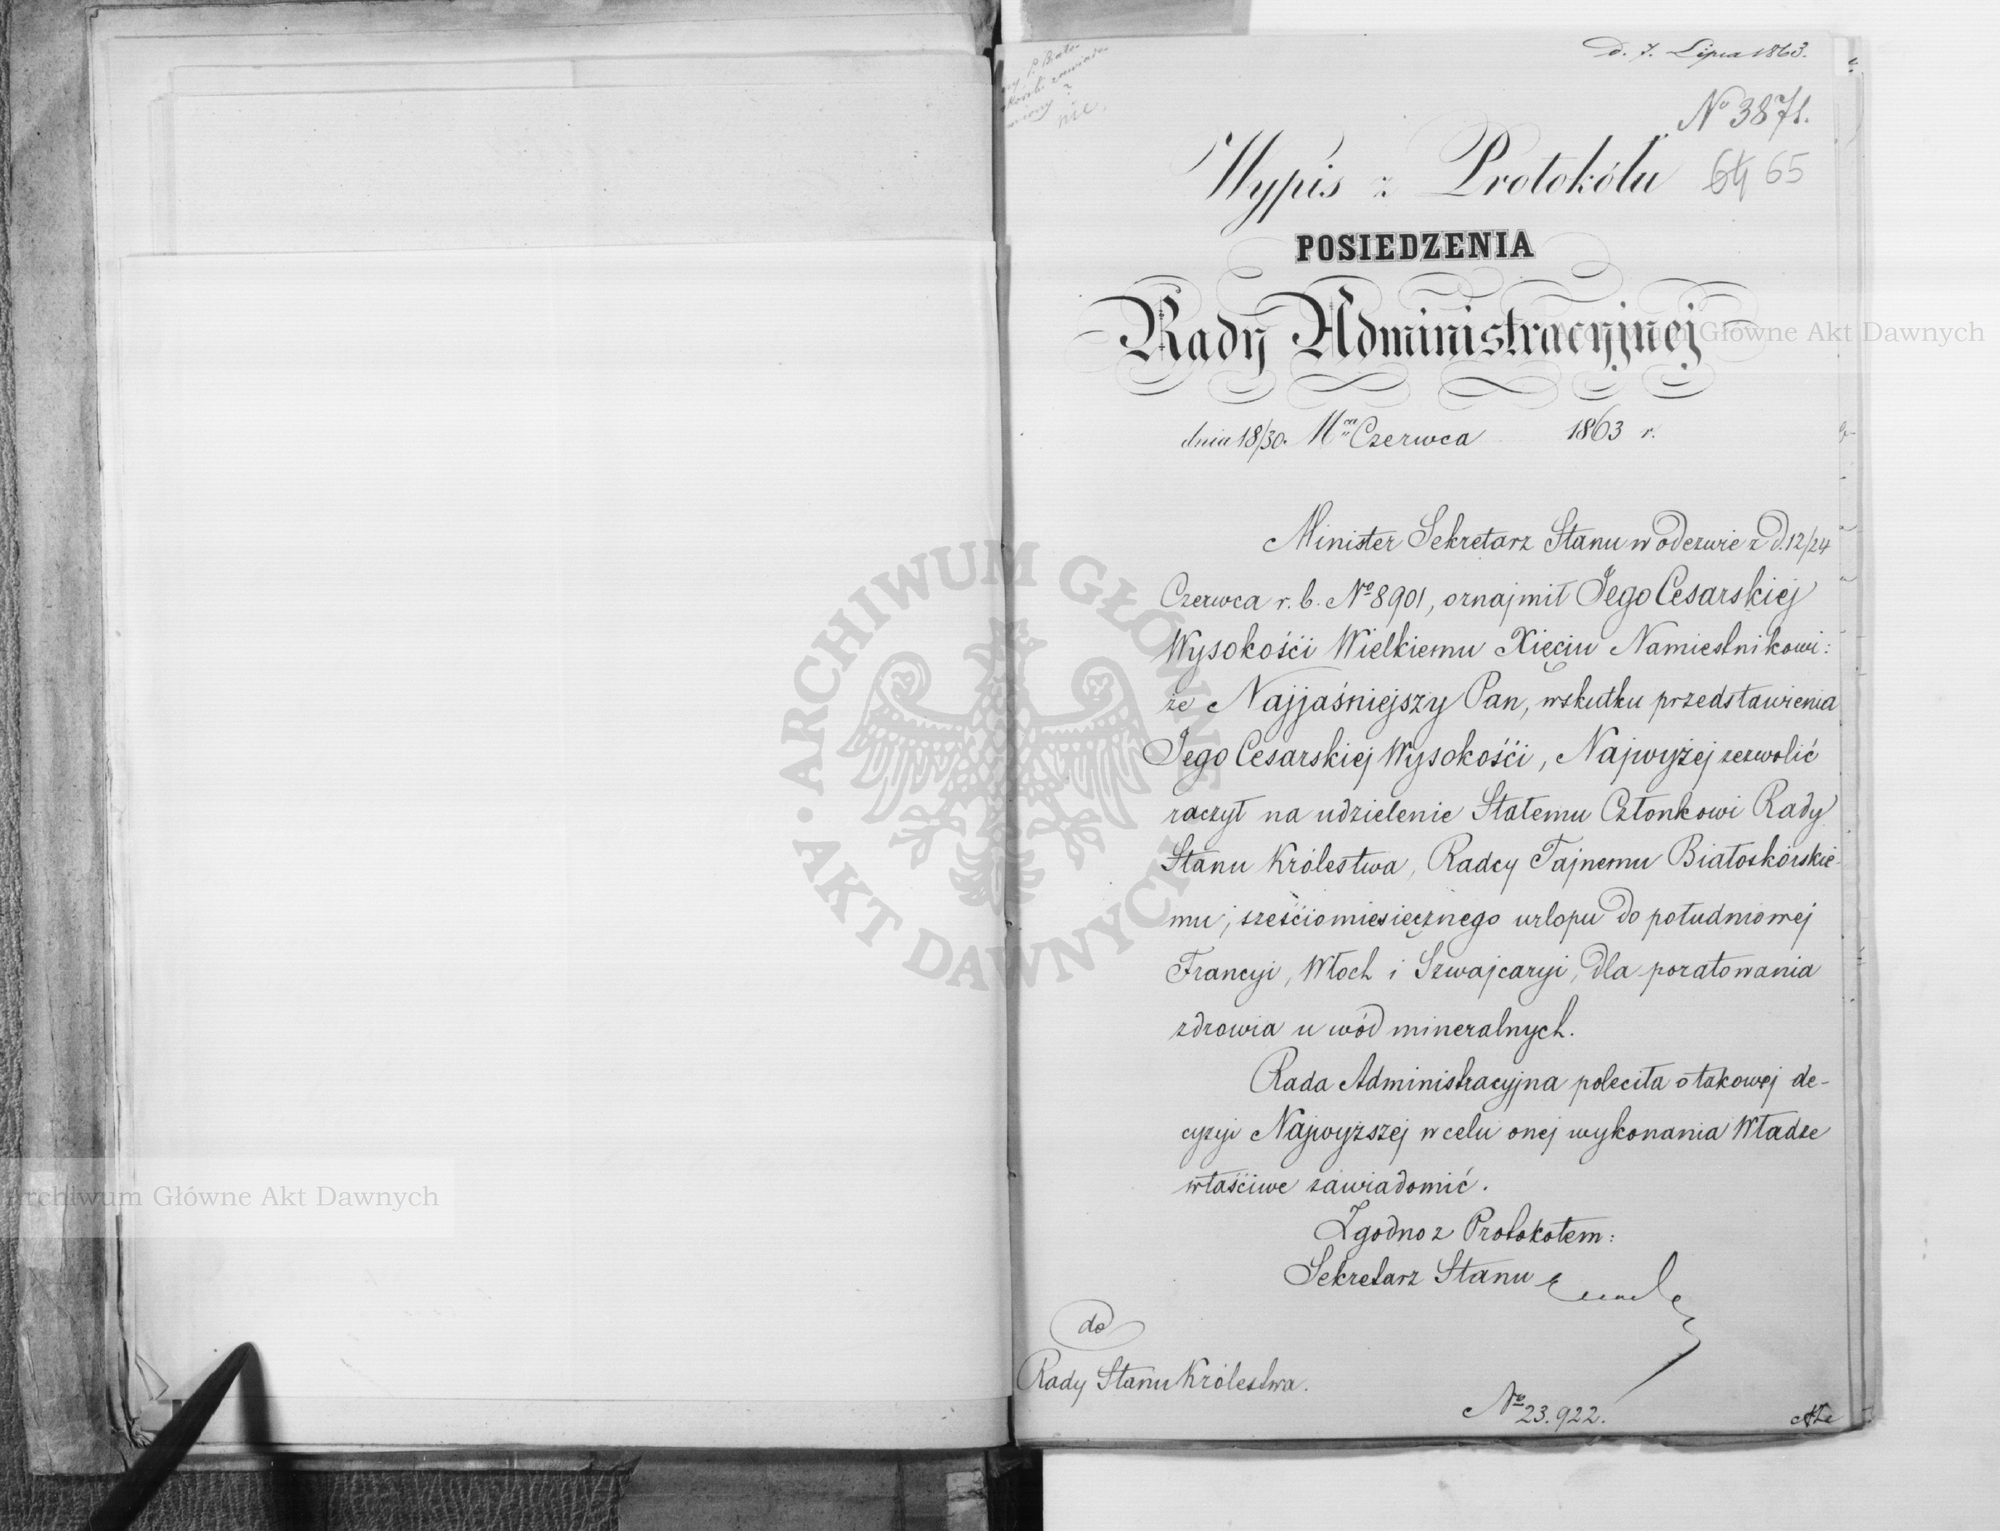 d. 7. Lipca 1863.
P. Biało-
nic.
No 3871.
Wypis z Protokółu 64 65
POSIEDZENIA
Rady Administracyjnej
dnia 18/30. Mca Czerwca 1863 r.
Minister Sekretarz Stanu w odezwie z d. 12/24
Czerwca r. b. No 8901, oznajmił Jego Cesarskiej
Wysokości Wielkiemu Xięciu Namiestnikowi:
że Najjaśniejszy Pan, wskutku przedstawienia
Jego Cesarskiej Wysokości, Najwyżej zezwolić
raczył na udzielenie Stałemu Członkowi Rady
Stanu Królestwa, Radcy Tajnemu Białoskórskie-
mu, sześciomiesięcznego urlopu do południowej
Francyi, Włoch i Szwajcaryi, dla poratowania
zdrowia u wód mineralnych.
Rada Administracyjna poleciła o takowej de-
cyzyi Najwyższej w celu onej wykonania Władze
właściwe zawiadomić.
Zgodno z Protokołem:
Sekretarz Stanu
do
Rady Stanu Królestwa.
No 23.922.
ARCHIWUM GŁÓWNE AKT DAWNYCH
Archiwum Główne Akt Dawnych
Archiwum Główne Akt Dawnych